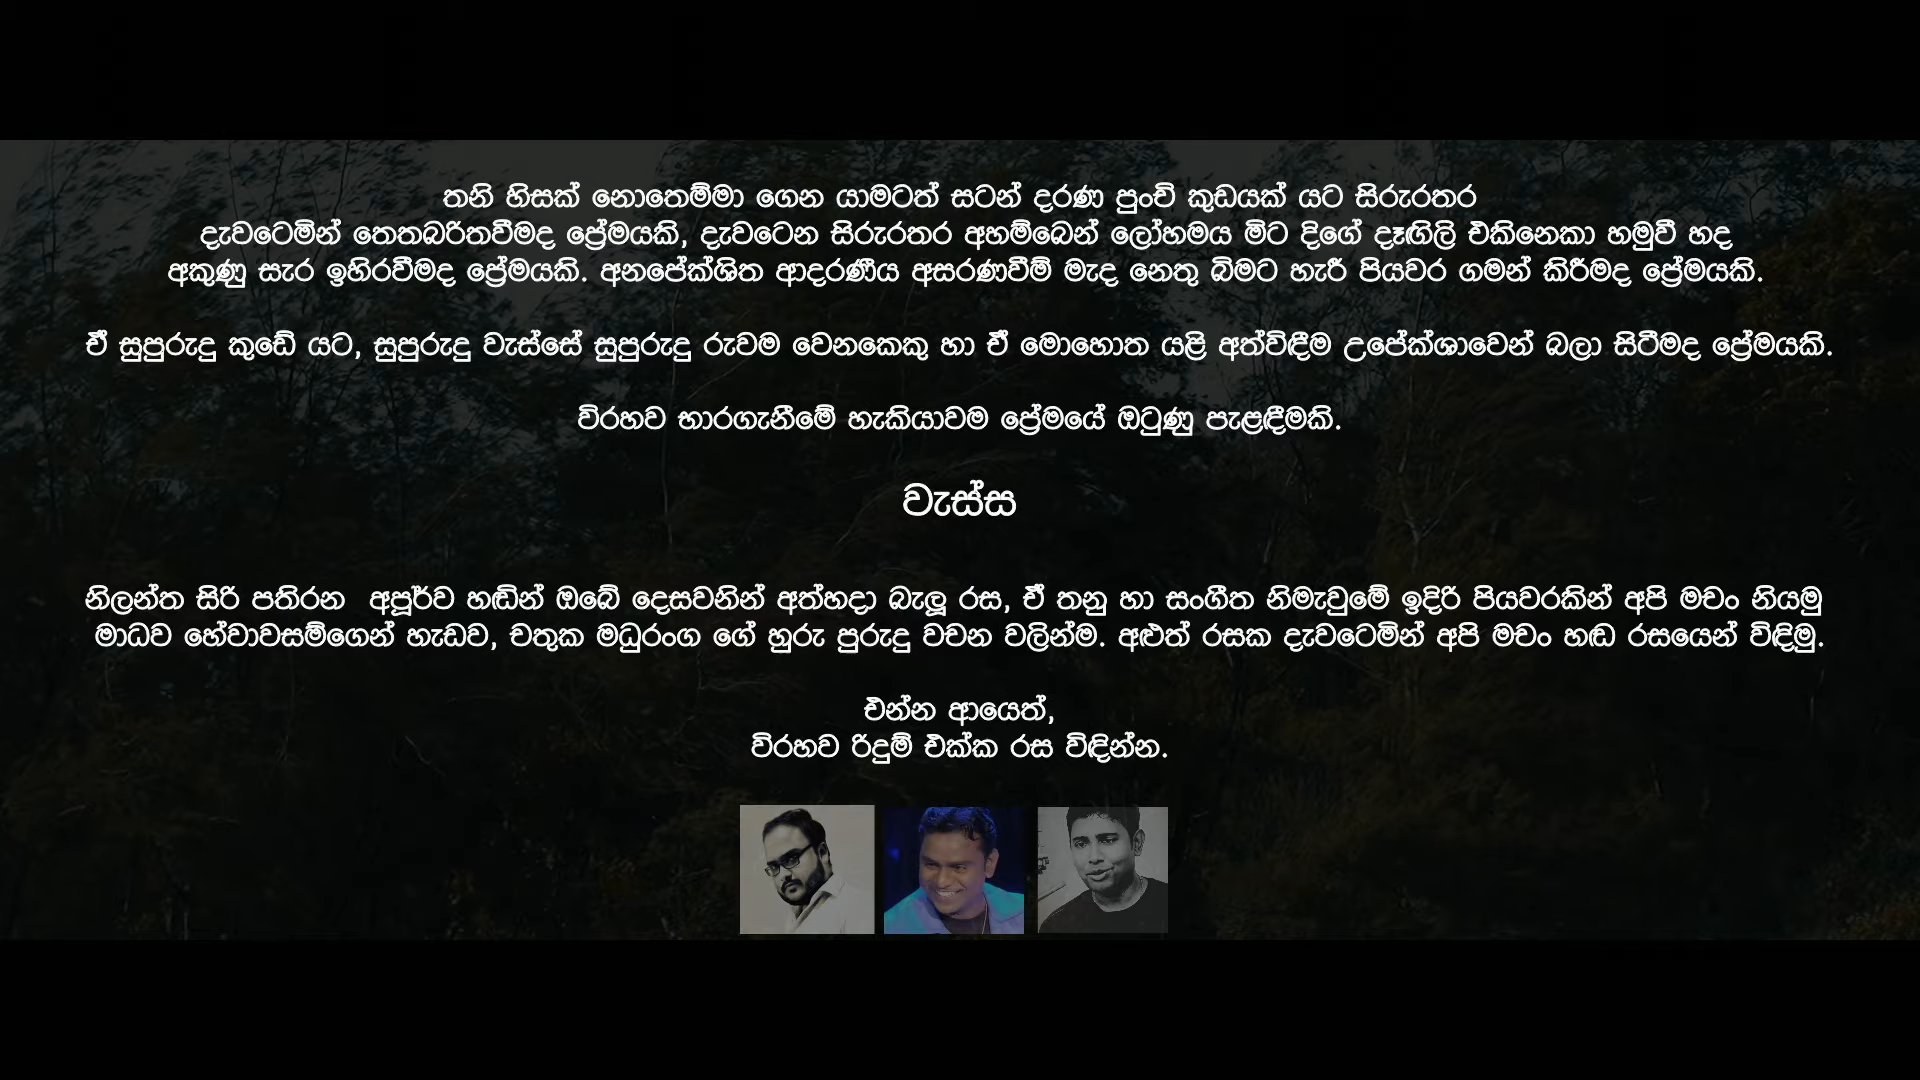 තනි හිසක් නොතෙම්මා ගෙන යාමටත් සටන් දරණ පුංචි කුඩයක් යට සිරුරතර
දැවටෙමින් තෙතබරිතවීමද ප්‍රේමයකි, දැවටෙන සිරුරතර අහම්බෙන් ලෝහමය මිට දිගේ දෑඟිලි එකිනෙකා හමුවී හද
අකුණු සැර ඉහිරවීමද ප්‍රේමයකි. අනපේක්ශිත ආදරණීය අසරණවීම් මැද නෙතු බිමට හැරී පියවර ගමන් කිරීමද ප්‍රේමයකි.
ඒ සුපුරුදු කුඩේ යට, සුපුරුදු වැස්සේ සුපුරුදු රුවම වෙනකෙකු හා ඒ මොහොත යළි අත්විඳීම උපේක්ශාවෙන් බලා සිටීමද ප්‍රේමයකි.
විරහව භාරගැනීමේ හැකියාවම ප්‍රේමයේ ඔටුණු පැළඳීමකි.
වැස්ස
නිලන්ත සිරි පතිරන අපූර්ව හඬින් ඔබේ දෙසවනින් අත්හදා බැලූ රස, ඒ තනු හා සංගීත නිමැවුමේ ඉදිරි පියවරකින් අපි මචං නියමු
මාධව හේවාවසම්ගෙන් හැඩව, චතුක මධුරංග ගේ හුරු පුරුදු වචන වලින්ම. අළුත් රසක දැවටෙමින් අපි මචං හඬ රසයෙන් විඳිමු.
එන්න ආයෙත්,
විරහව රිදුම් එක්ක රස විඳින්න.